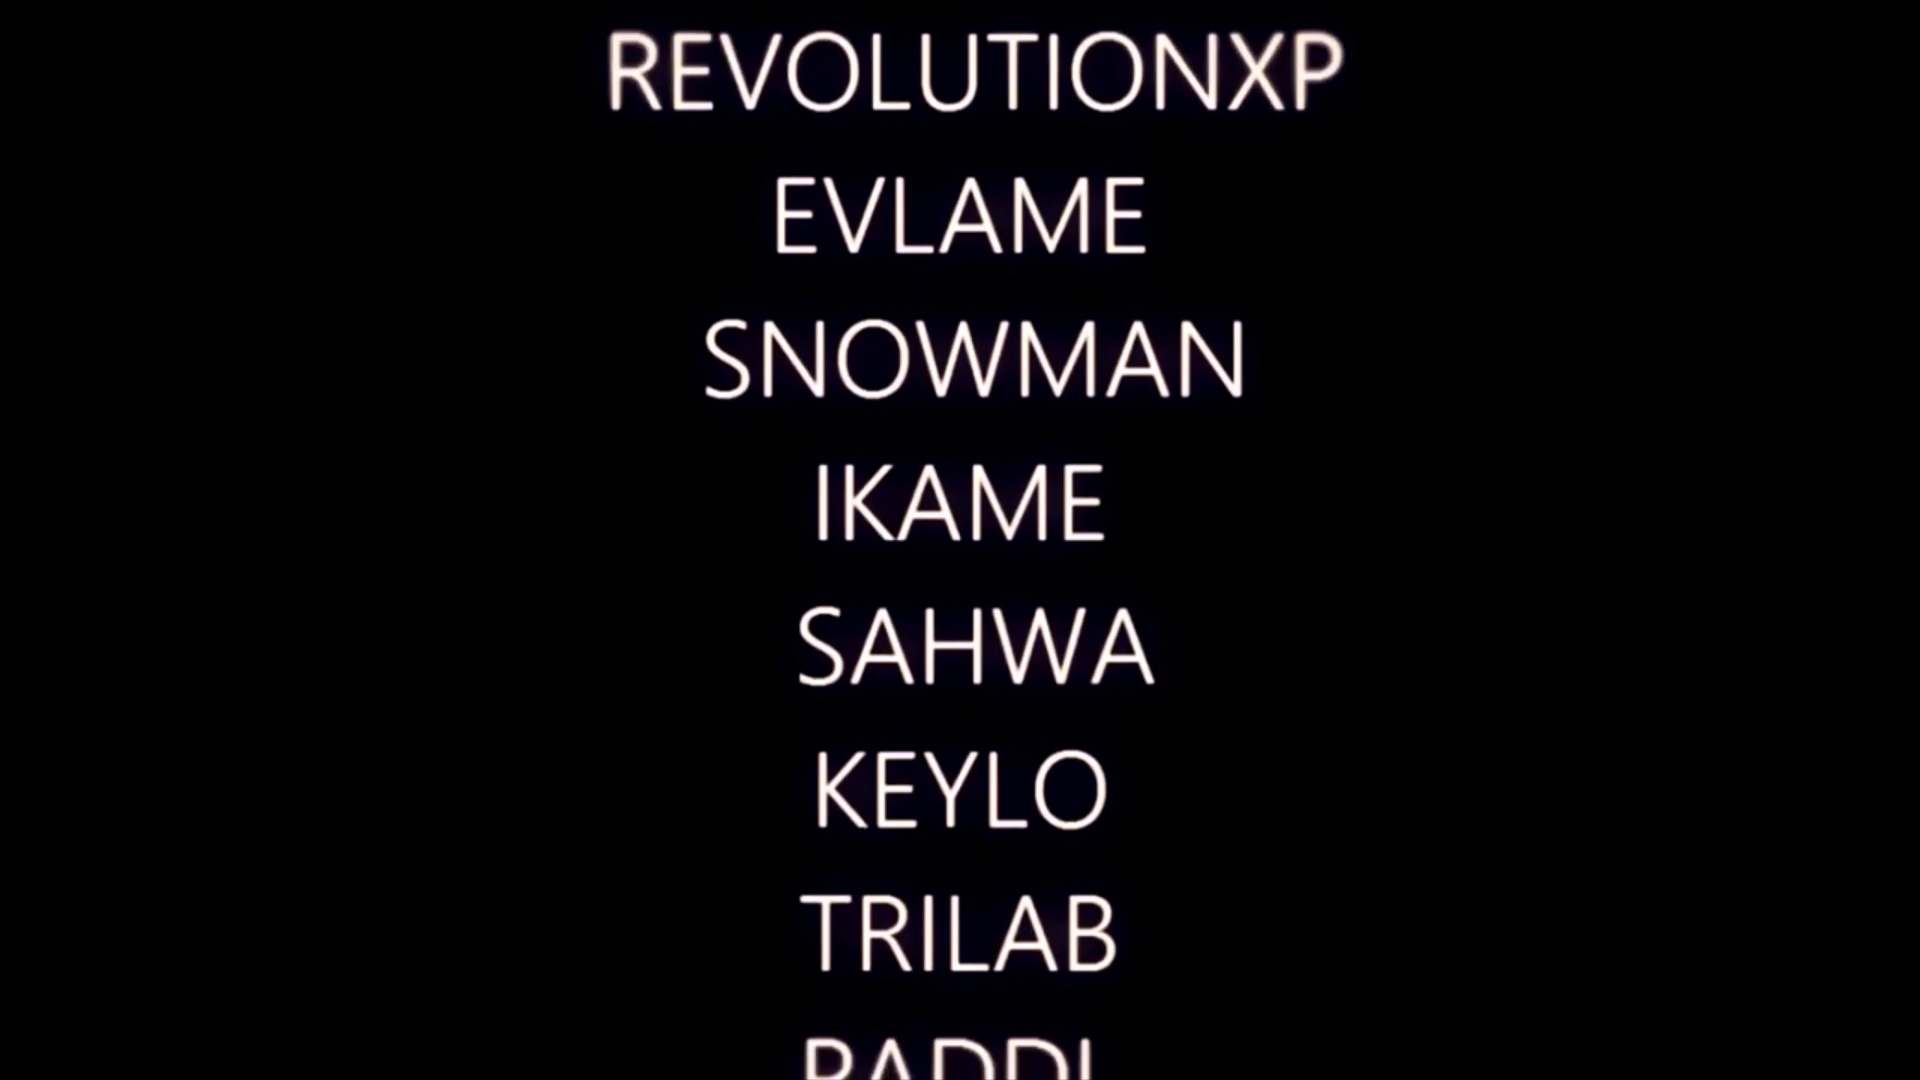 REVOLUTIONXP
EVLAME
SNOWMAN
IKAME
SAHWA
KEYLO
TRILAB